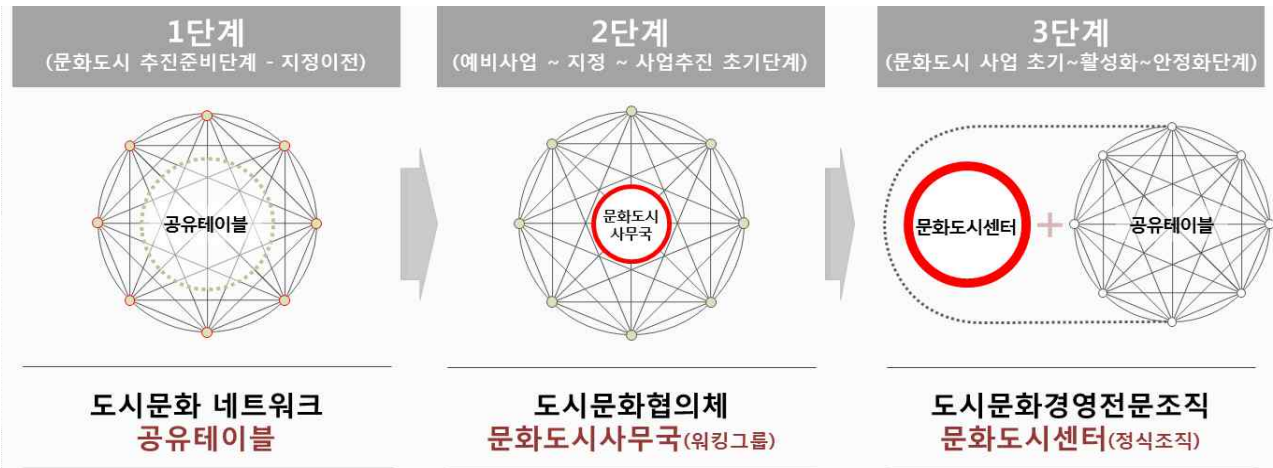 1단계
(문화도시 추진준비단계 - 지정이전)
공유테이블
도시문화 네트워크
공유테이블
2단계
(예비사업 ~ 지정 ~ 사업추진 초기단계)
문화도시
사무국
도시문화협의체
문화도시사무국(워킹그룹)
3단계
(문화도시 사업 초기~활성화~안정화단계)
문화도시센터
+
공유테이블
도시문화경영전문조직
문화도시센터(정식조직)